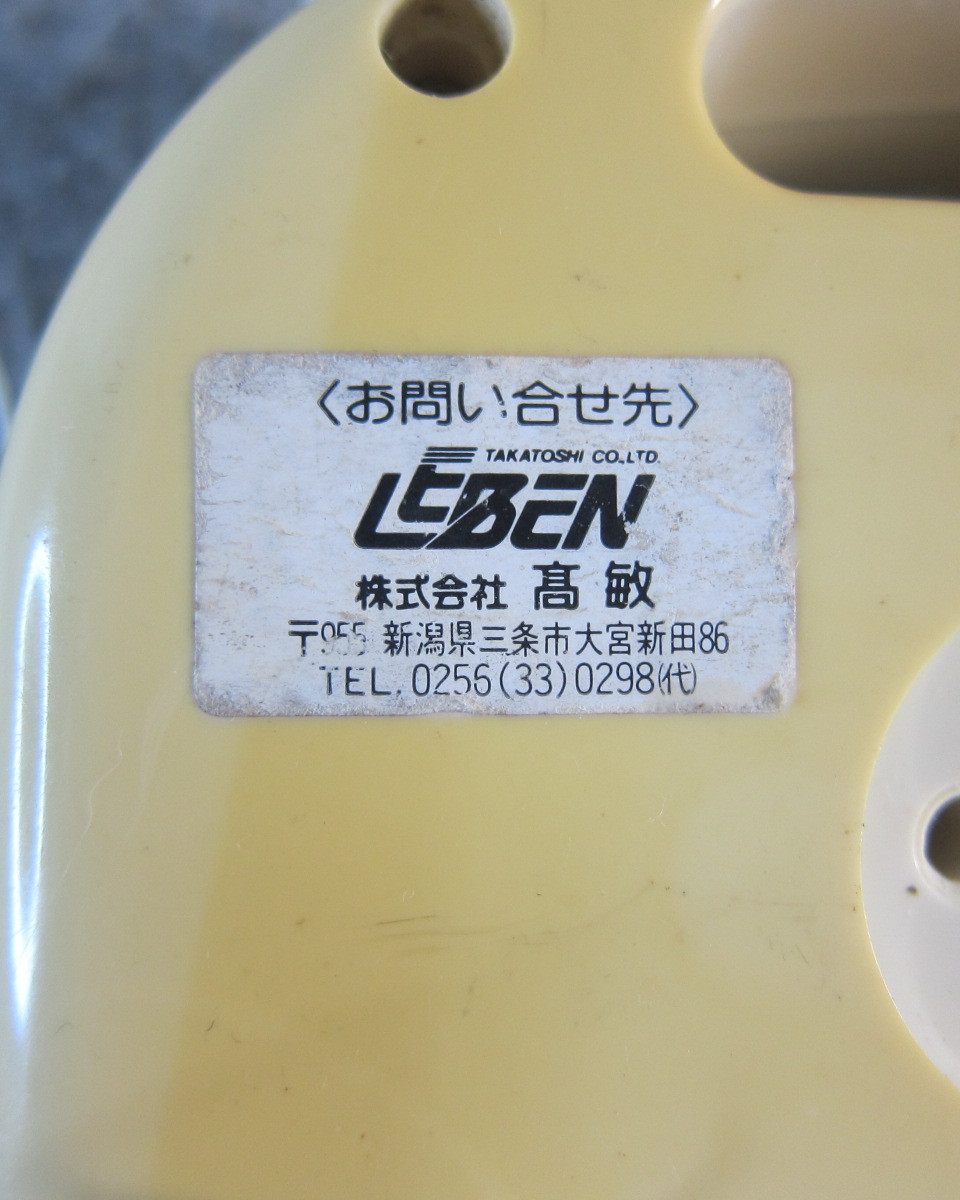 〈お問い合せ先〉
TAKATOSHI CO.,LTD.
LEBEN
株式会社 髙敏
〒955 新潟県三条市大宮新田86
TEL.0256(33)0298㈹